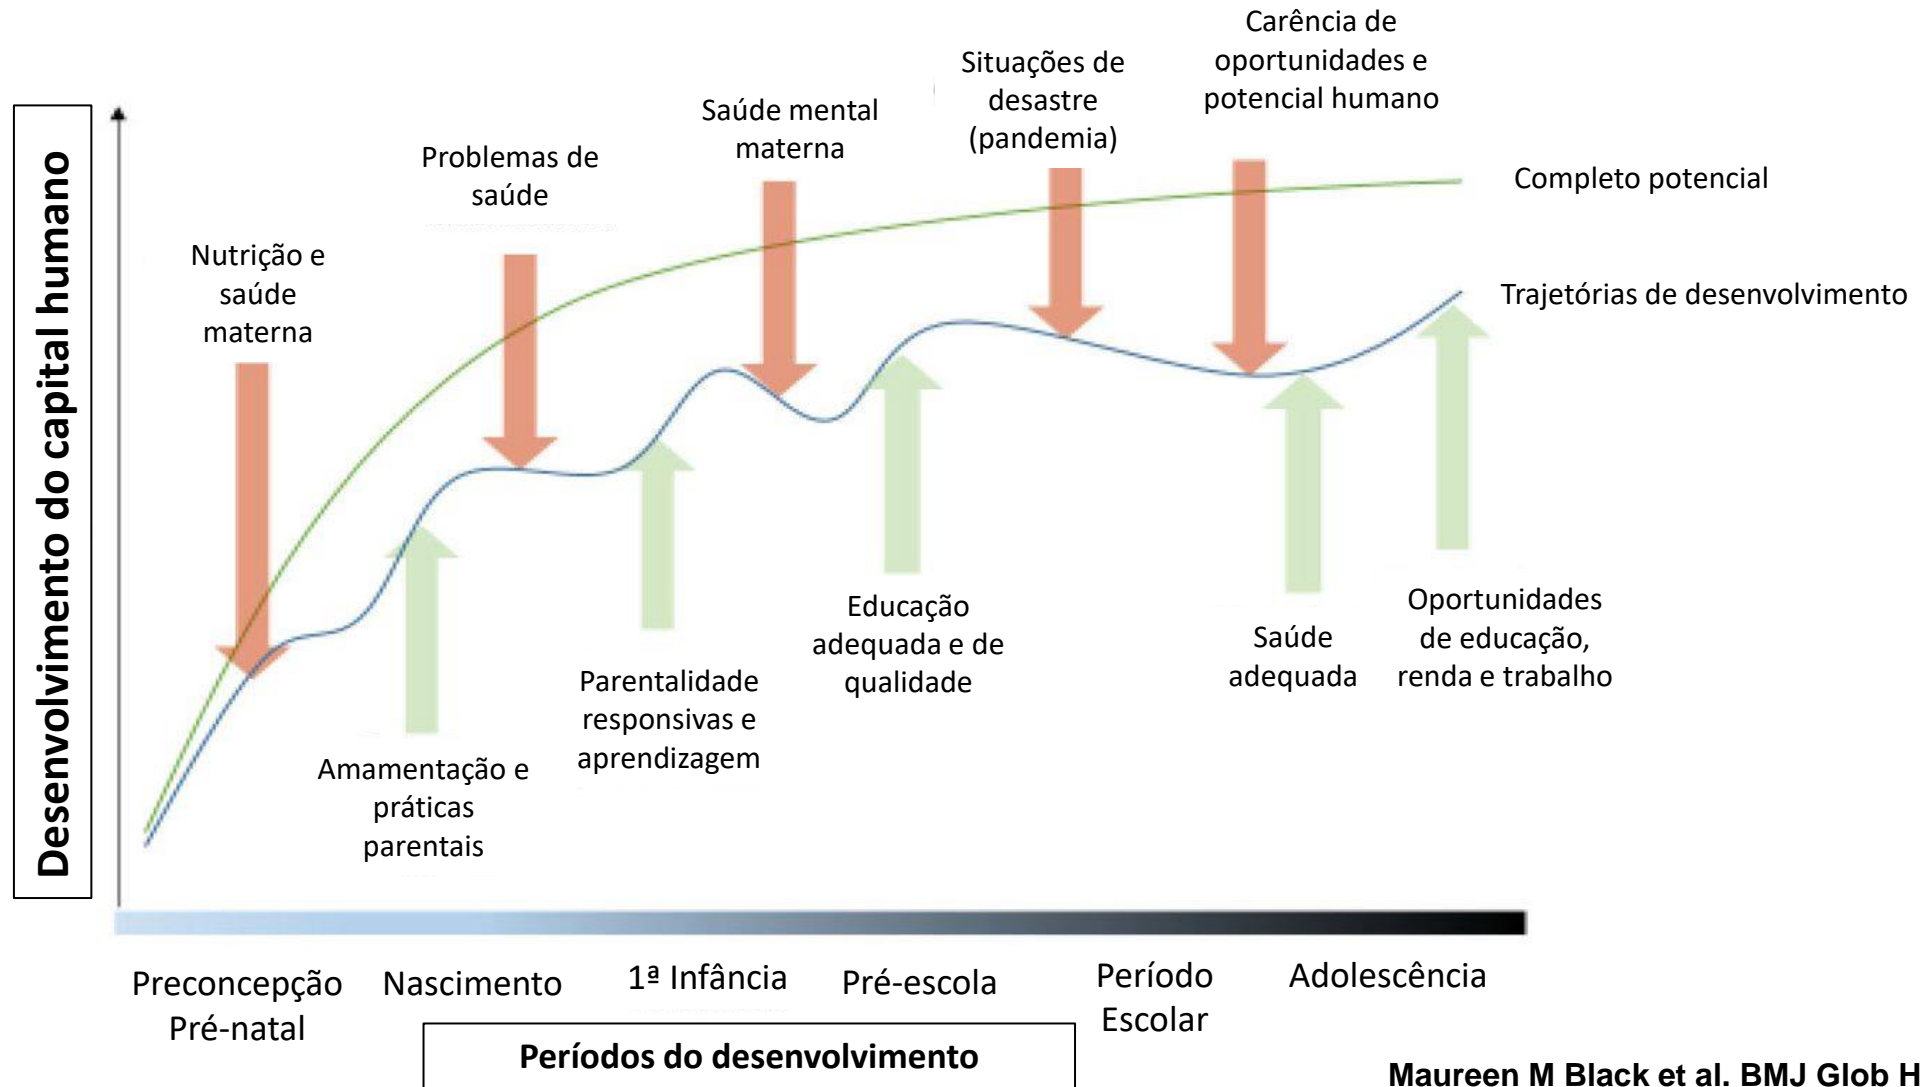 Desenvolvimento do capital humano
Nutrição e
saúde
materna
Problemas de
saúde
Saúde mental
materna
Situações de
desastre
(pandemia)
Carência de
oportunidades e
potencial humano
Completo potencial
Trajetórias de desenvolvimento
Amamentação e
práticas
parentais
Parentalidade
responsivas e
aprendizagem
Educação
adequada e de
qualidade
Saúde
adequada
Oportunidades
de educação,
renda e trabalho
Preconcepção
Pré-natal
Nascimento
1ª Infância
Pré-escola
Período
Escolar
Adolescência
Períodos do desenvolvimento
Maureen M Black et al. BMJ Glob H